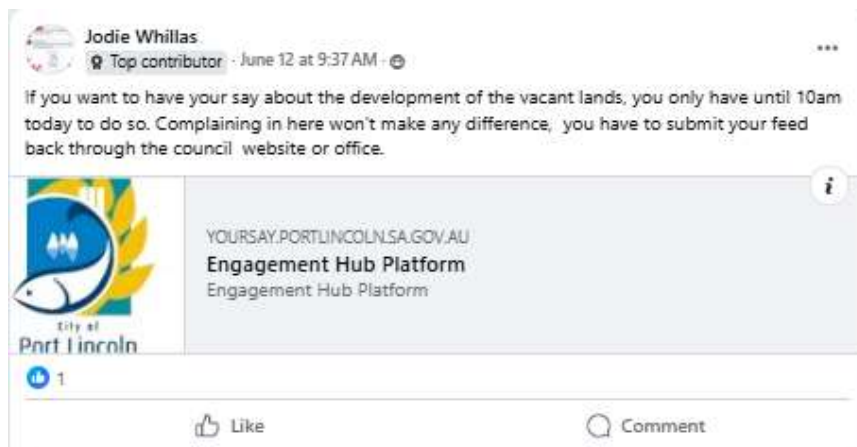 Jodie Whillas
Top contributor · June 12 at 9:37 AM ·
If you want to have your say about the development of the vacant lands, you only have until 10am
today to do so. Complaining in here won't make any difference, you have to submit your feed
back through the council website or office.
i
YOURSAY.PORTLINCOLN.SA.GOV.AU
Engagement Hub Platform
Engagement Hub Platform
City of
Port Lincoln
1
Like
Comment